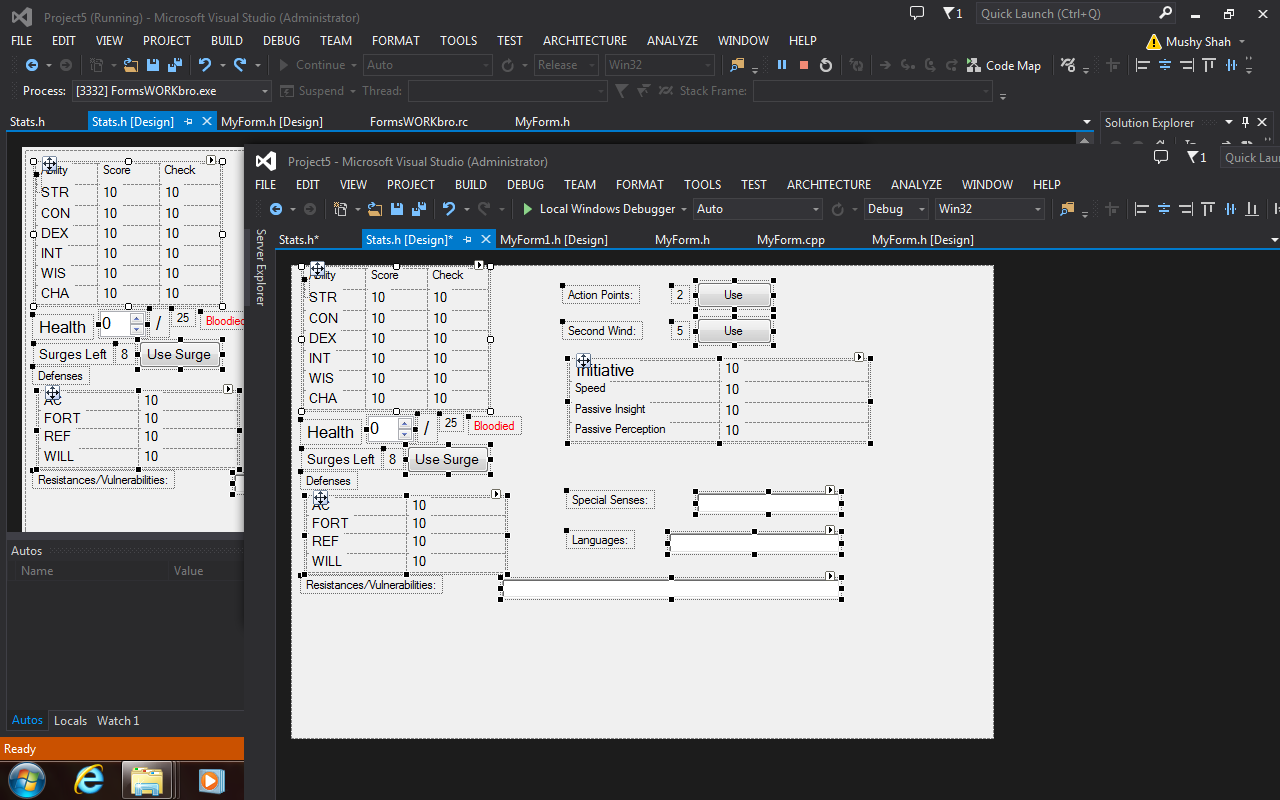 Project5 (Running) - Microsoft Visual Studio (Administrator)
1
Quick Launch (Ctrl+Q)
FILE EDIT VIEW PROJECT BUILD DEBUG TEAM FORMAT TOOLS TEST ARCHITECTURE ANALYZE WINDOW HELP
Mushy Shah
Continue Auto Release Win32 Code Map
Process: [3332] FormsWORKbro.exe Suspend Thread: Stack Frame:
Stats.h Stats.h [Design] MyForm.h [Design] FormsWORKbro.rc MyForm.h
Solution Explorer
Score Check
STR 10 10
CON 10 10
DEX 10 10
INT 10 10
WIS 10 10
CHA 10 10
Health 0 / 25 Bloodied
Surges Left 8 Use Surge
Defenses
AC 10
FORT 10
REF 10
WILL 10
Resistances/Vulnerabilities:
Autos
Name Value
Autos Locals Watch 1
Ready
Project5 - Microsoft Visual Studio (Administrator)
1
Quick Laun
FILE EDIT VIEW PROJECT BUILD DEBUG TEAM FORMAT TOOLS TEST ARCHITECTURE ANALYZE WINDOW HELP
Local Windows Debugger Auto Debug Win32
Server Explorer
Stats.h* Stats.h [Design]* MyForm1.h [Design] MyForm.h MyForm.cpp MyForm.h [Design]
Score Check
STR 10 10
CON 10 10
DEX 10 10
INT 10 10
WIS 10 10
CHA 10 10
Health 0 / 25 Bloodied
Surges Left 8 Use Surge
Defenses
AC 10
FORT 10
REF 10
WILL 10
Resistances/Vulnerabilities:
Action Points: 2 Use
Second Wind: 5 Use
Initiative 10
Speed 10
Passive Insight 10
Passive Perception 10
Special Senses:
Languages: